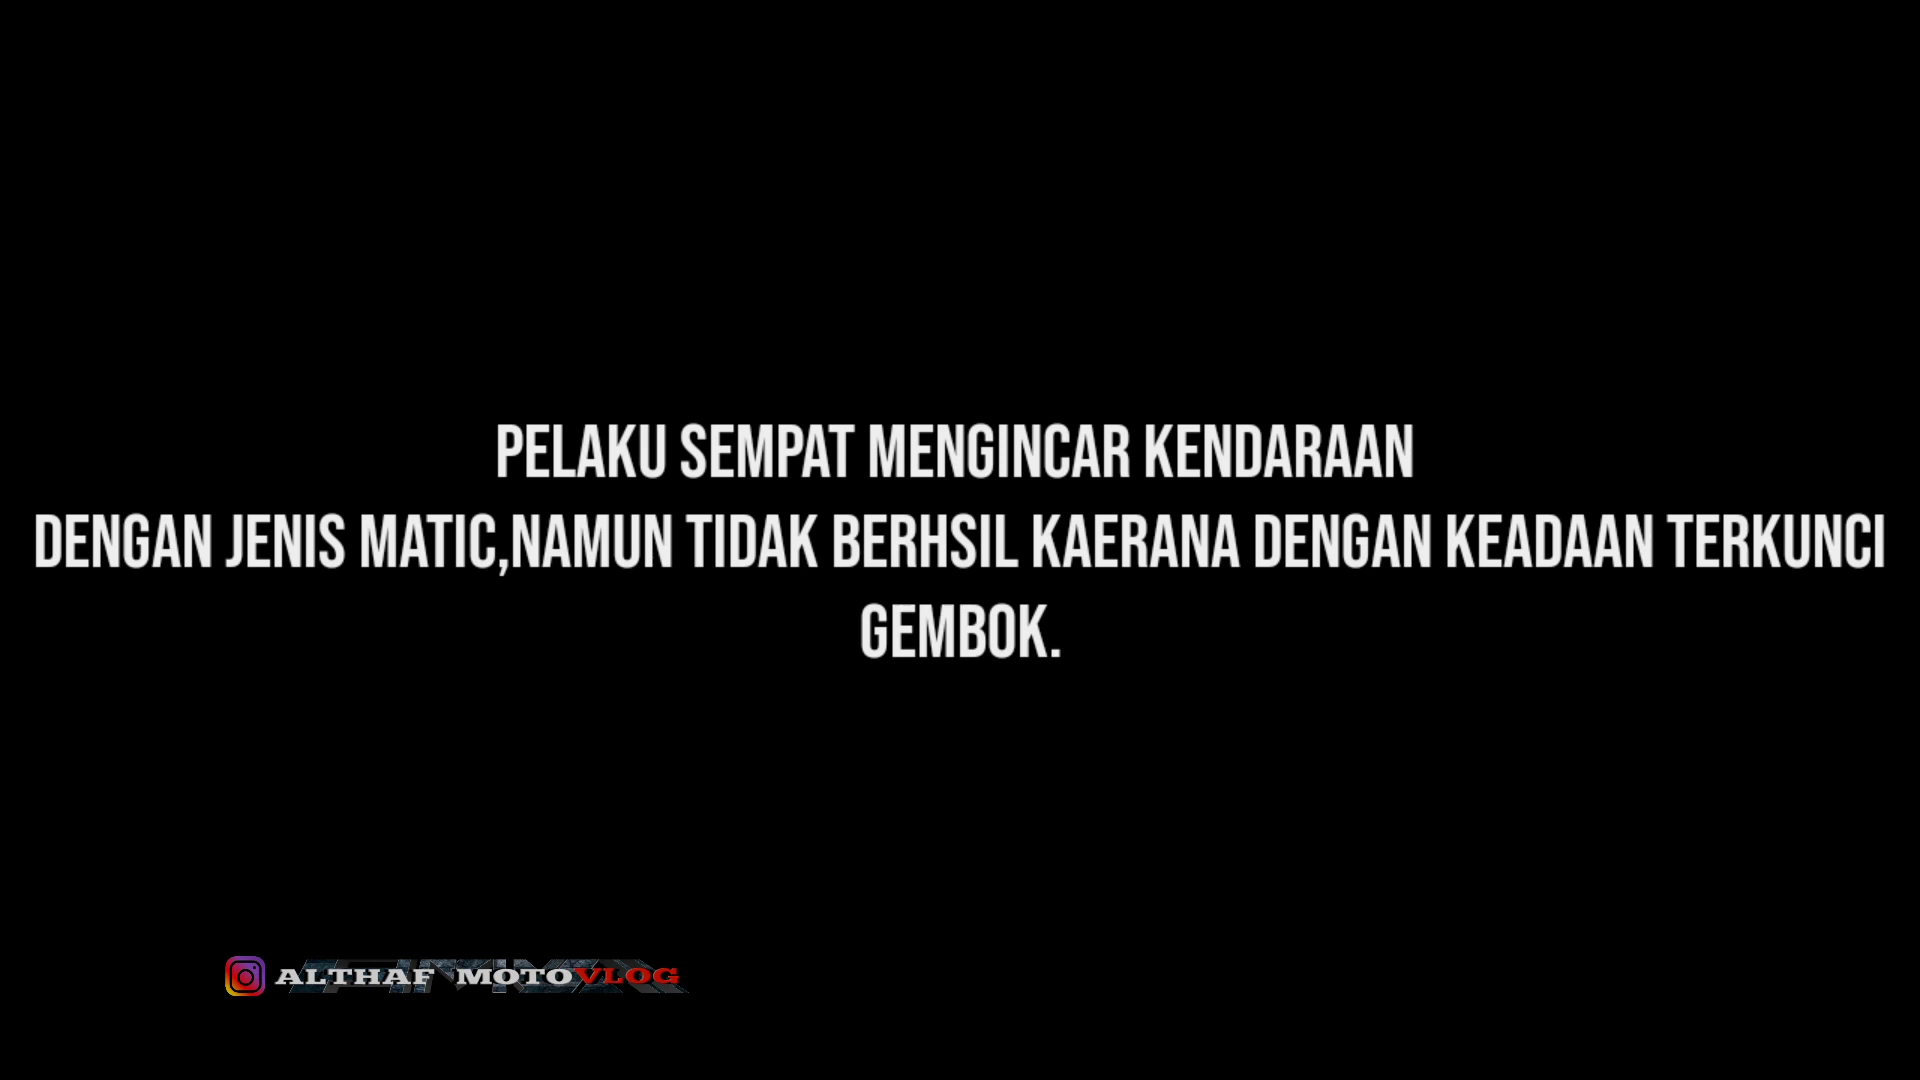 PELAKU SEMPAT MENGINCAR KENDARAAN
DENGAN JENIS MATIC,NAMUN TIDAK BERHSIL KAERANA DENGAN KEADAAN TERKUNCI
GEMBOK.
ALTHAF MOTOVLOG